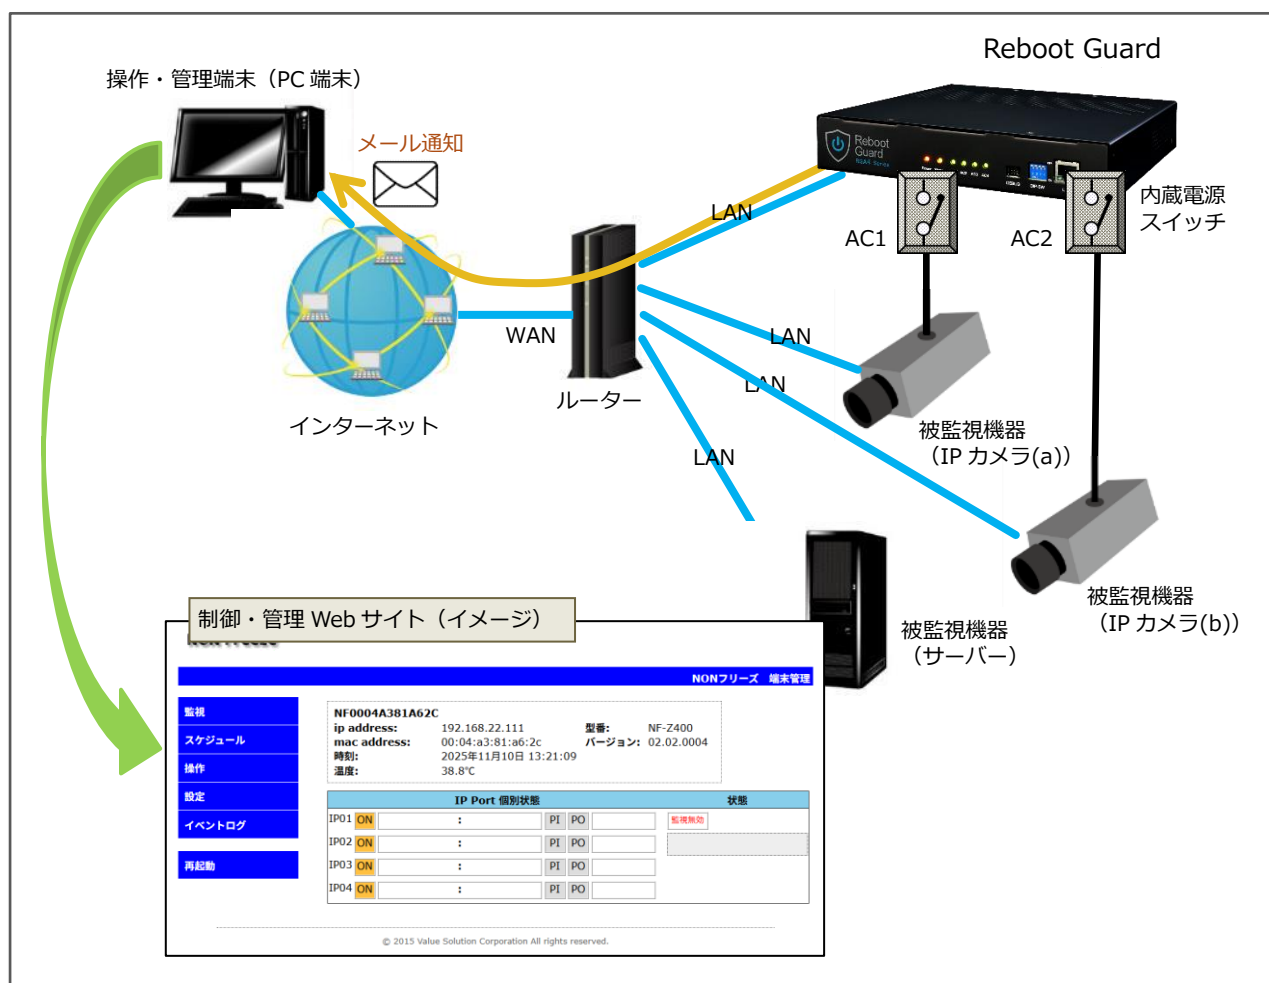 Reboot Guard
操作・管理端末（PC 端末）
メール通知
Reboot
Guard
LAN
内蔵電源
スイッチ
AC1
AC2
WAN
LAN
LAN
ルーター
インターネット
被監視機器
（IP カメラ(a)）
LAN
被監視機器
（IP カメラ(b)）
被監視機器
（サーバー）
制御・管理 Web サイト（イメージ）
NONフリーズ 端末管理
監視
スケジュール
操作
設定
イベントログ
再起動
NF0004A381A62C
ip address: 192.168.22.111 型番: NF-Z400
mac address: 00:04:a3:81:a6:2c バージョン: 02.02.0004
時刻: 2025年11月10日 13:21:09
温度: 38.8℃
IP Port 個別状態 状態
IP01 ON : PI PO 監視無効
IP02 ON : PI PO
IP03 ON : PI PO
IP04 ON : PI PO
© 2015 Value Solution Corporation All rights reserved.